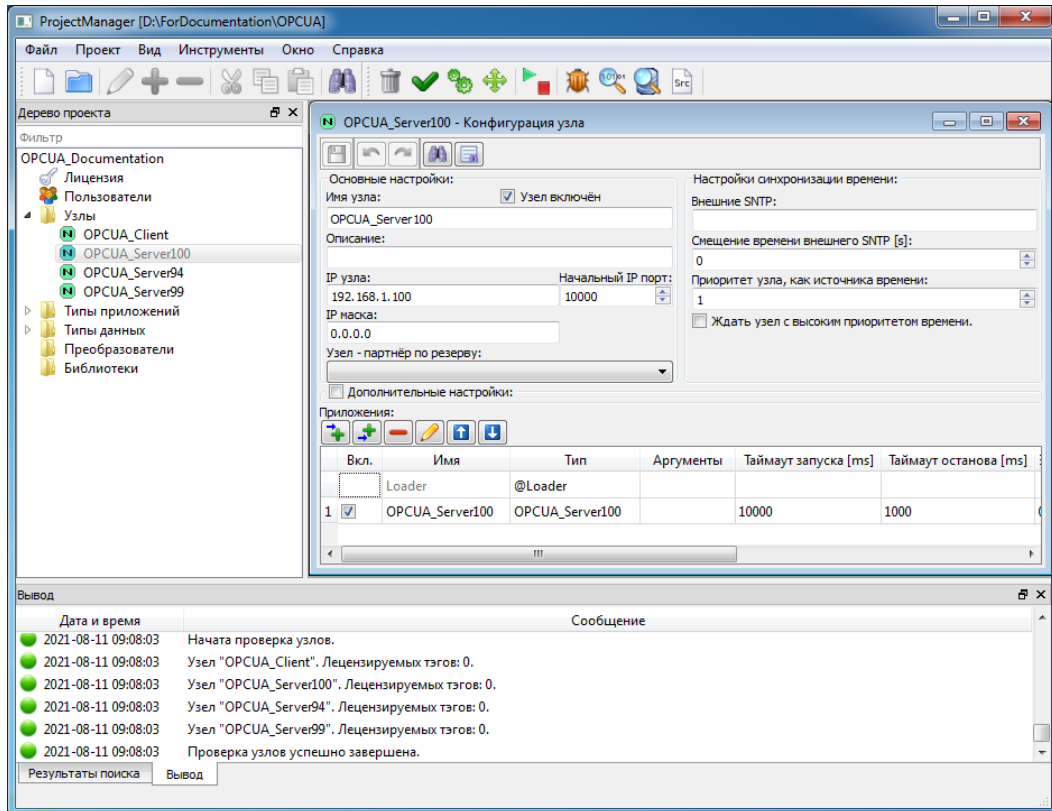 ProjectManager [D:\ForDocumentation\OPCUA]
Файл Проект Вид Инструменты Окно Справка
101 01
Src
Дерево проекта
Фильтр
OPCUA_Documentation
Лицензия
Пользователи
Узлы
N OPCUA_Client
N OPCUA_Server100
N OPCUA_Server94
N OPCUA_Server99
Типы приложений
Типы данных
Преобразователи
Библиотеки
N OPCUA_Server100 - Конфигурация узла
Основные настройки:
Имя узла: Узел включён
OPCUA_Server100
Описание:
IP узла: Начальный IP порт:
192.168.1.100 10000
IP маска:
0.0.0.0
Узел - партнёр по резерву:
Настройки синхронизации времени:
Внешние SNTP:
Смещение времени внешнего SNTP [s]:
0
Приоритет узла, как источника времени:
1
Ждать узел с высоким приоритетом времени.
Дополнительные настройки:
Приложения:
Вкл. Имя Тип Аргументы Таймаут запуска [ms] Таймаут останова [ms]
Loader @Loader
1 OPCUA_Server100 OPCUA_Server100 10000 1000
Вывод
Дата и время Сообщение
2021-08-11 09:08:03 Начата проверка узлов.
2021-08-11 09:08:03 Узел "OPCUA_Client". Лецензируемых тэгов: 0.
2021-08-11 09:08:03 Узел "OPCUA_Server100". Лецензируемых тэгов: 0.
2021-08-11 09:08:03 Узел "OPCUA_Server94". Лецензируемых тэгов: 0.
2021-08-11 09:08:03 Узел "OPCUA_Server99". Лецензируемых тэгов: 0.
2021-08-11 09:08:03 Проверка узлов успешно завершена.
Результаты поиска Вывод